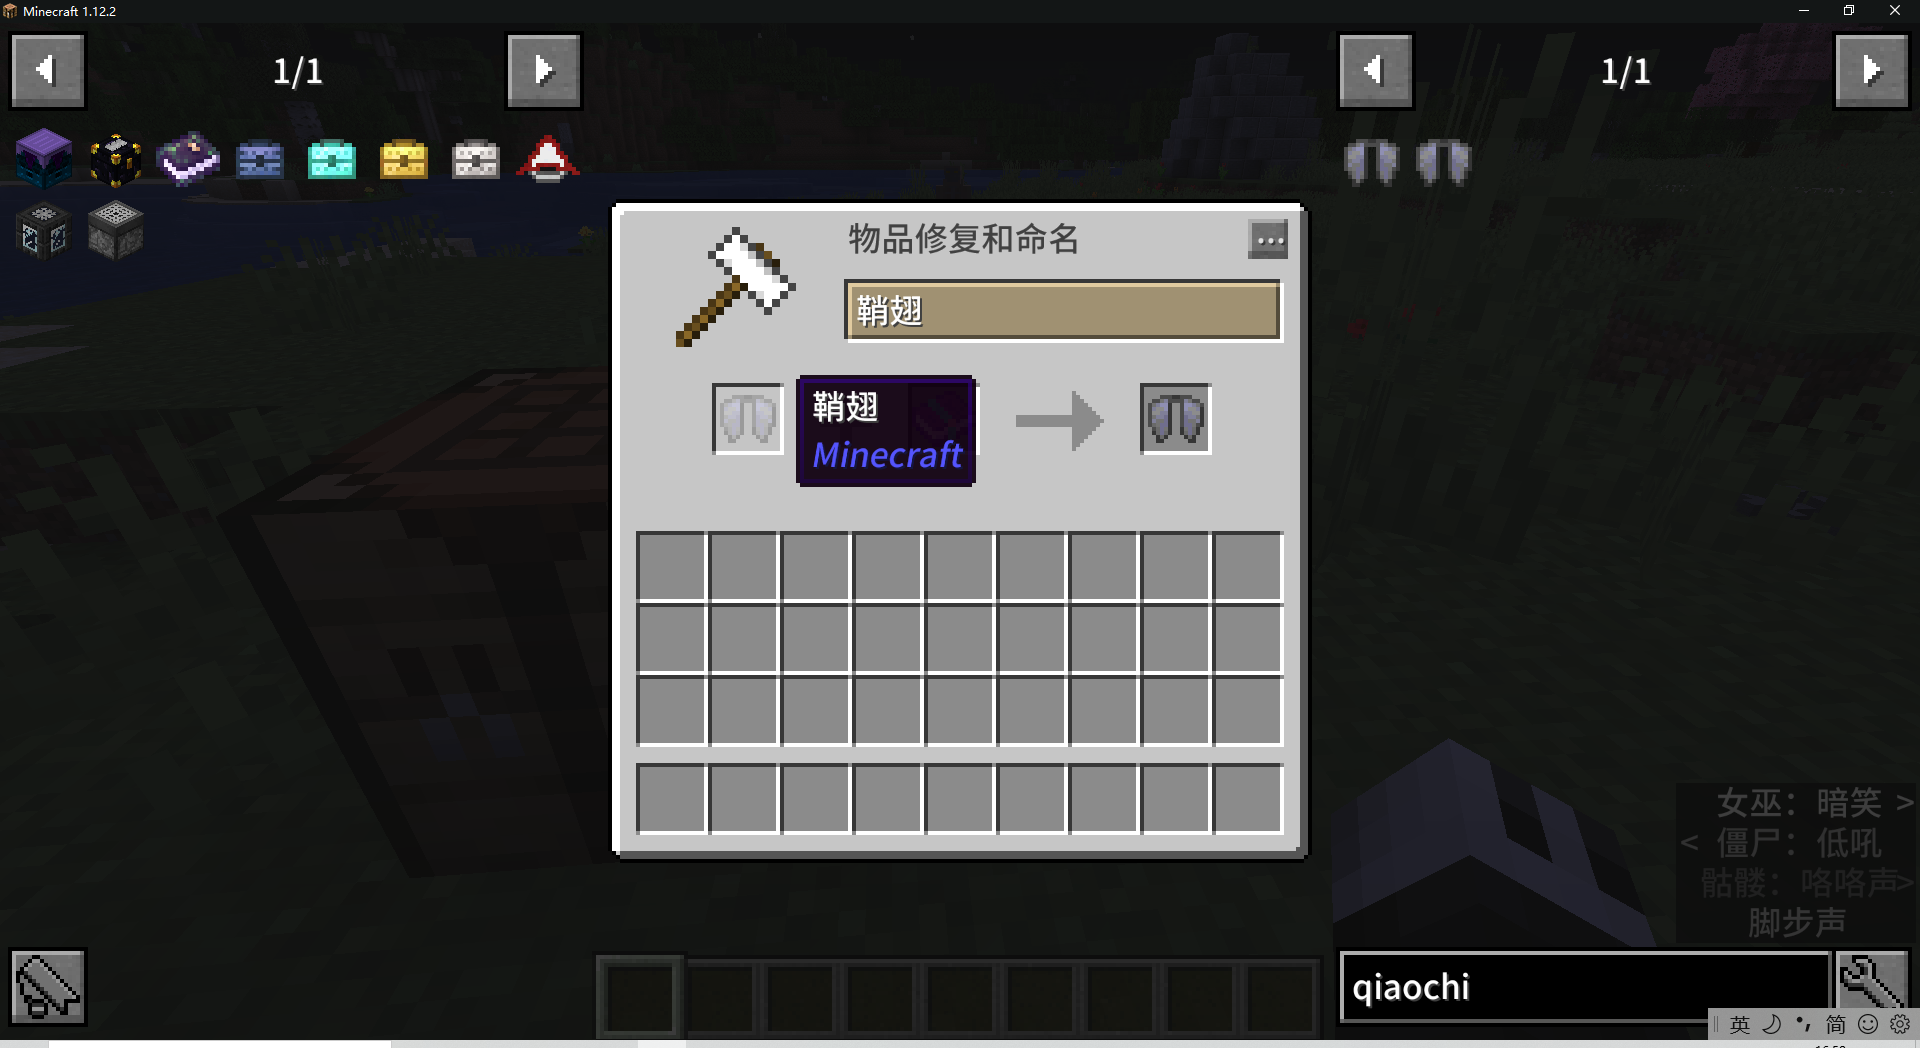 Minecraft 1.12.2
1/1
1/1
物品修复和命名
...
鞘翅
鞘翅
Minecraft
女巫：暗笑 >
< 僵尸：低吼
骷髅：咯咯声>
脚步声
qiaochi
英 简